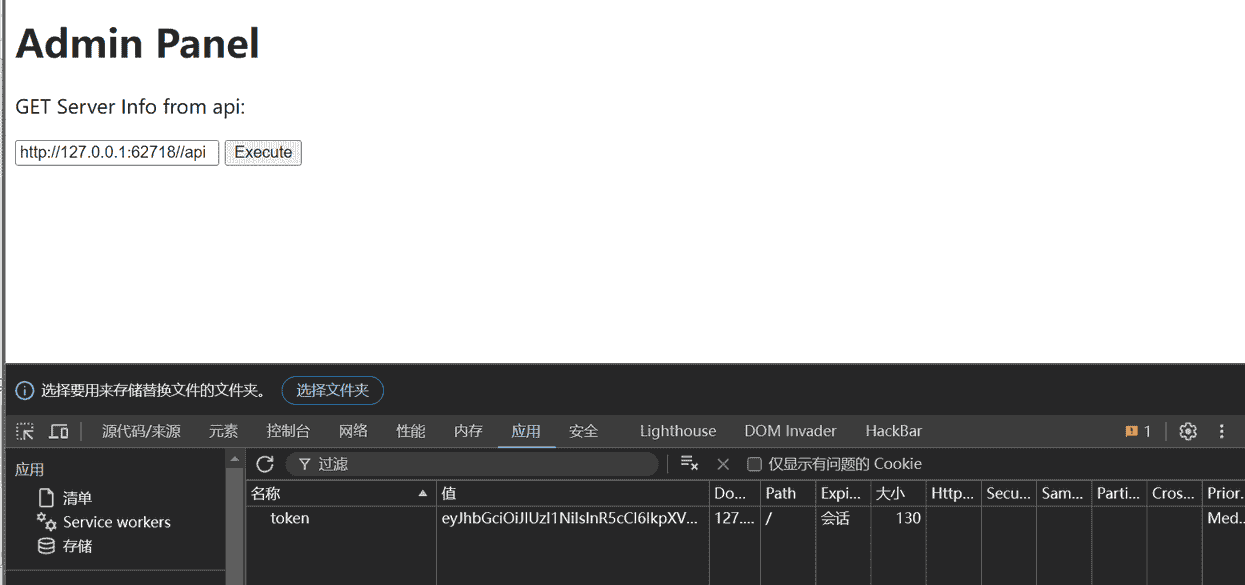 Admin Panel
GET Server Info from api:
http://127.0.0.1:62718//api Execute
选择要用来存储替换文件的文件夹。 选择文件夹
源代码/来源 元素 控制台 网络 性能 内存 应用 安全 Lighthouse DOM Invader HackBar 1
应用 过滤 仅显示有问题的 Cookie
清单 名称 值 Do... Path Expi... 大小 Http... Secu... Sam... Parti... Cros... Prior.
Service workers token eyJhbGciOiJIUzI1NiIsInR5cCI6IkpXV... 127.... / 会话 130 Med..
存储